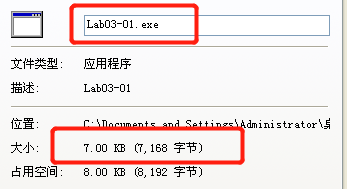 Lab03-01.exe
文件类型: 应用程序
描述: Lab03-01
位置: C:\Documents and Settings\Administrator\桌
大小: 7.00 KB (7,168 字节)
占用空间: 8.00 KB (8,192 字节)